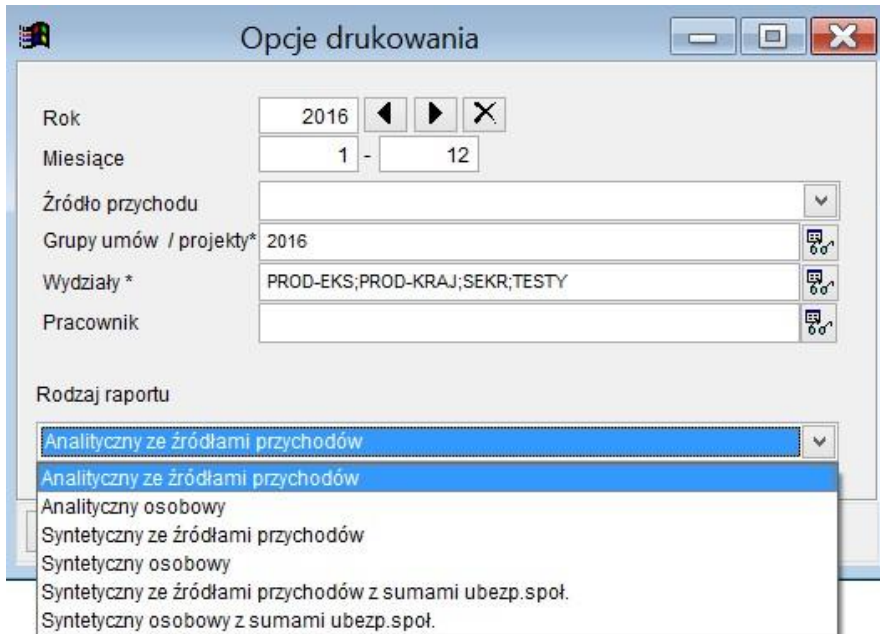 Opcje drukowania
Rok 2016
Miesiące 1 - 12
Źródło przychodu
Grupy umów / projekty* 2016
Wydziały * PROD-EKS;PROD-KRAJ;SEKR;TESTY
Pracownik
Rodzaj raportu
Analityczny ze źródłami przychodów
Analityczny ze źródłami przychodów
Analityczny osobowy
Syntetyczny ze źródłami przychodów
Syntetyczny osobowy
Syntetyczny ze źródłami przychodów z sumami ubezp.społ.
Syntetyczny osobowy z sumami ubezp.społ.